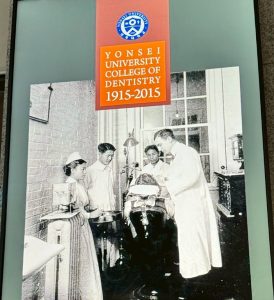 YONSEI
UNIVERSITY
COLLEGE OF
DENTISTRY
1915-2015